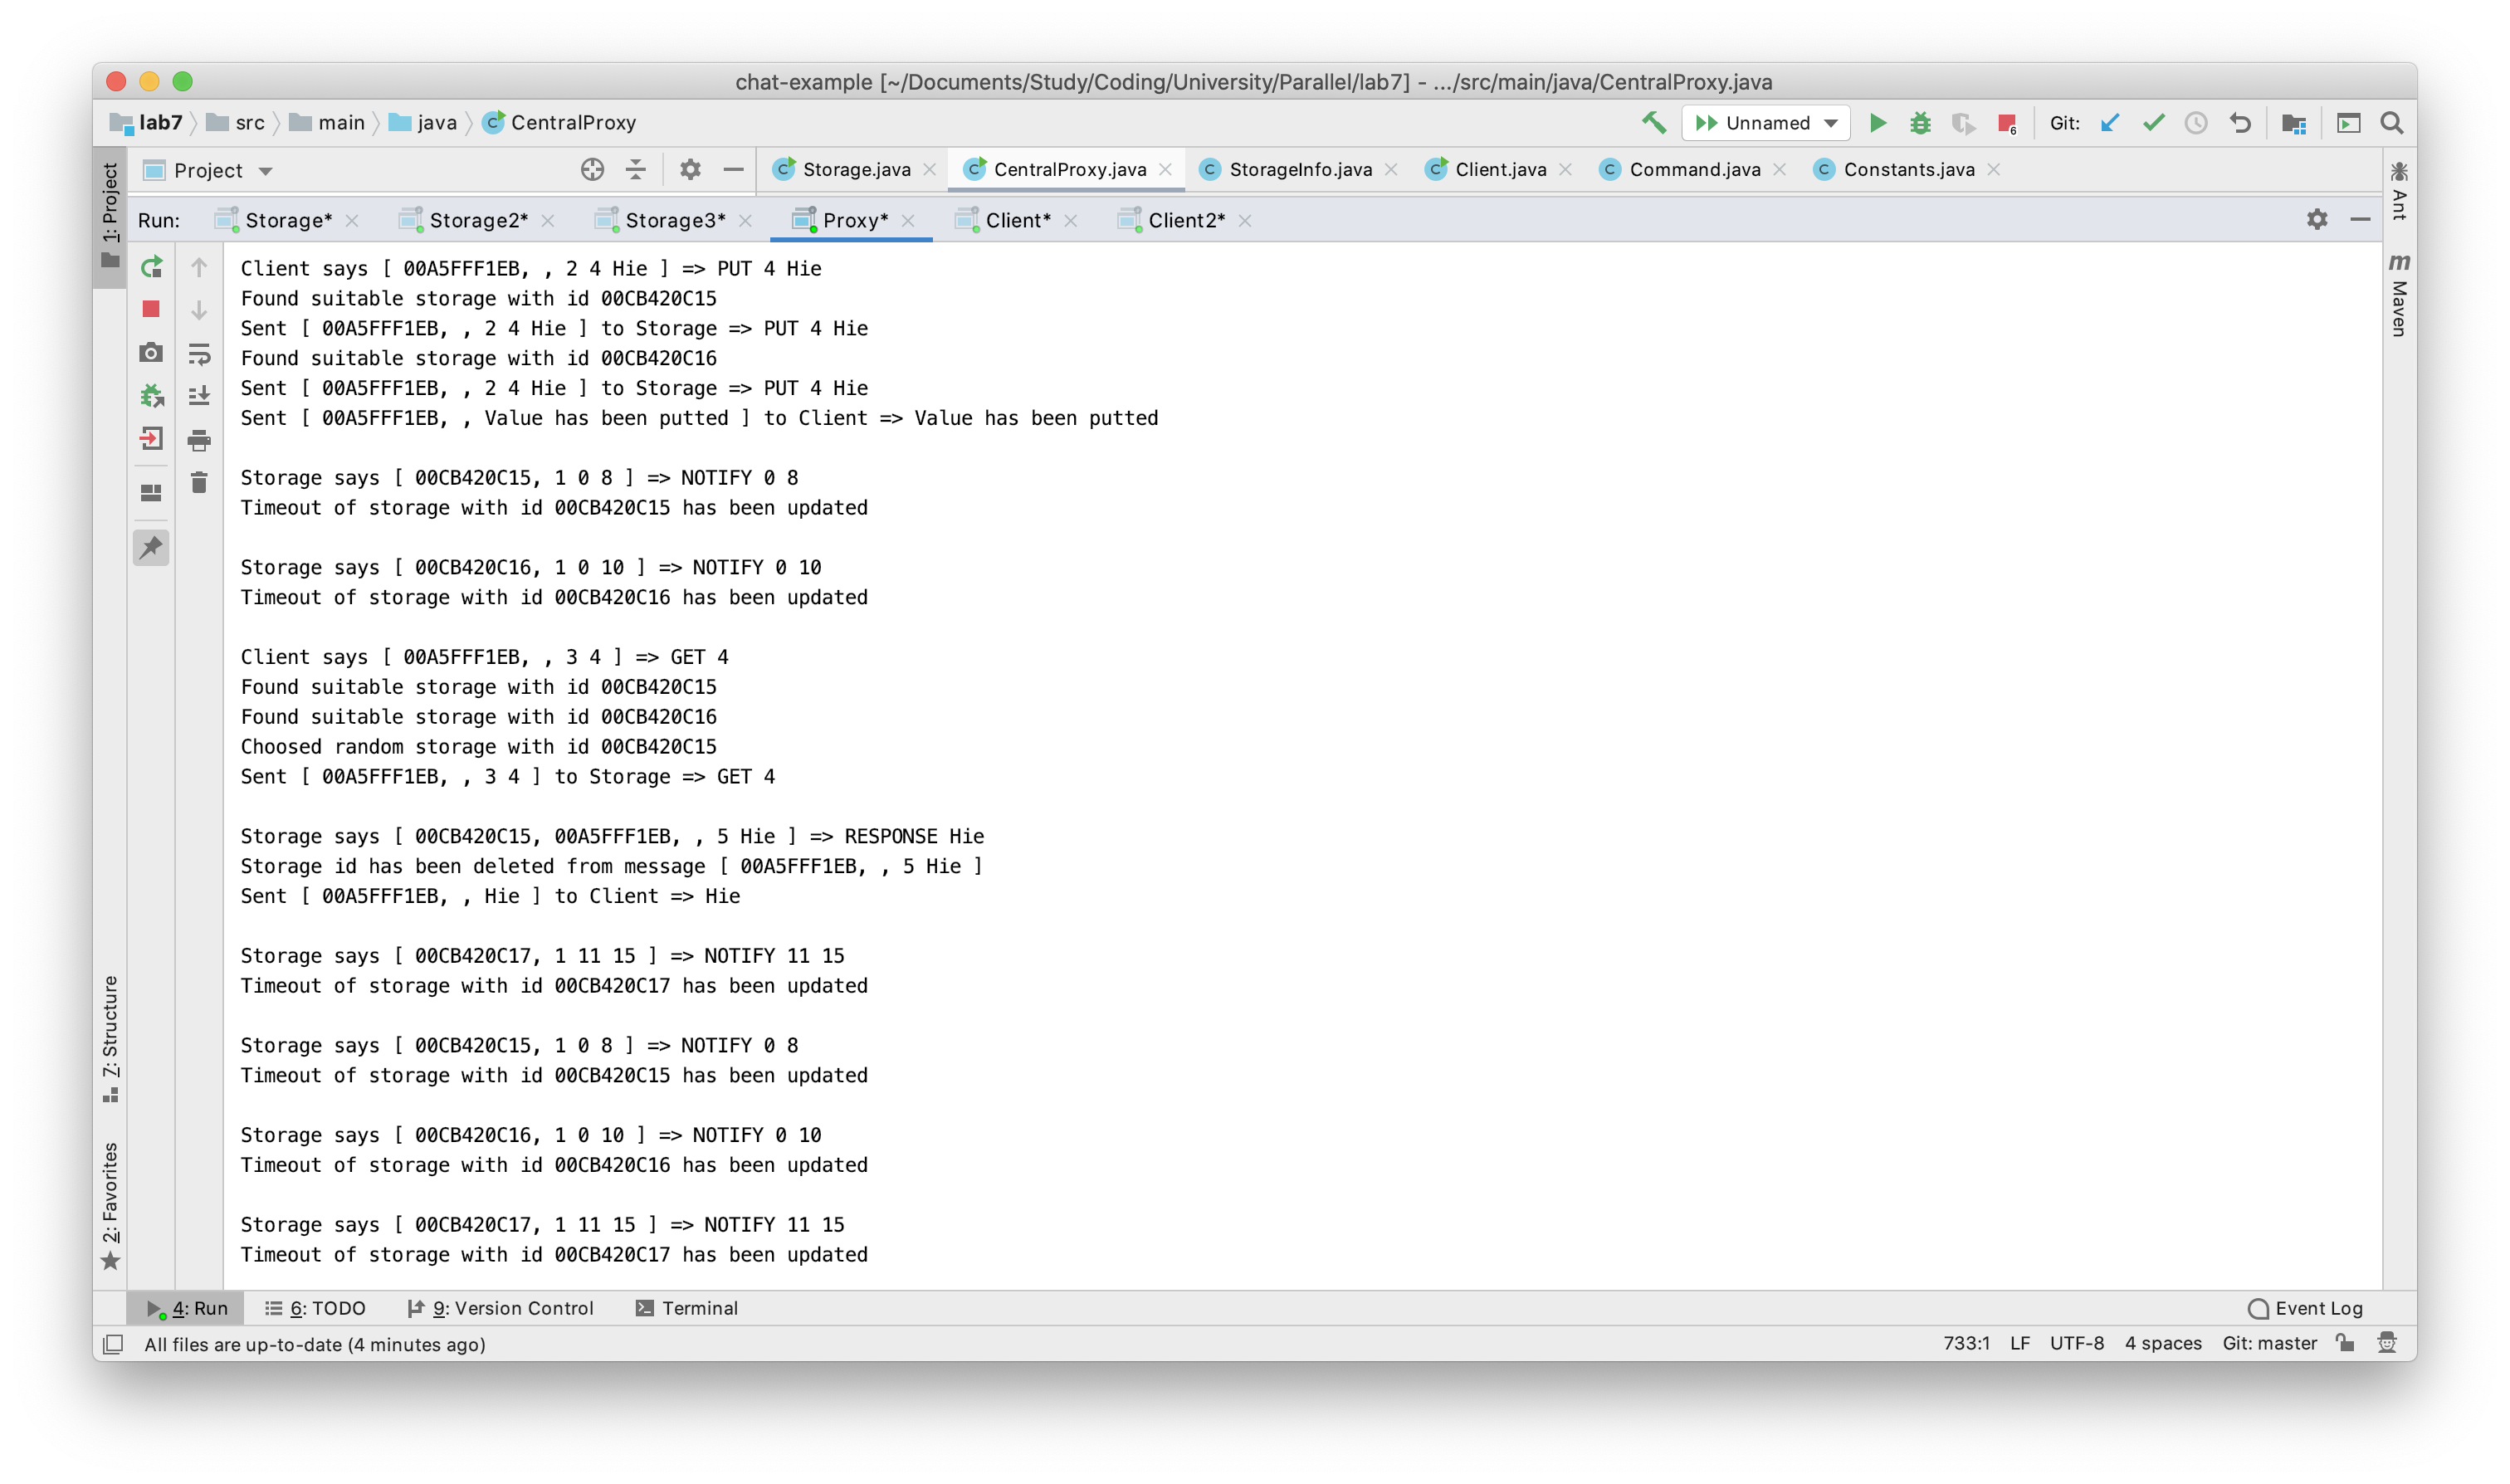 chat-example [~/Documents/Study/Coding/University/Parallel/lab7] - .../src/main/java/CentralProxy.java
lab7 src main java CentralProxy Unnamed 6 Git:
1: Project Project Storage.java CentralProxy.java StorageInfo.java Client.java Command.java Constants.java Ant
Run: Storage* Storage2* Storage3* Proxy* Client* Client2*
m Maven
Client says [ 00A5FFF1EB, , 2 4 Hie ] => PUT 4 Hie
Found suitable storage with id 00CB420C15
Sent [ 00A5FFF1EB, , 2 4 Hie ] to Storage => PUT 4 Hie
Found suitable storage with id 00CB420C16
Sent [ 00A5FFF1EB, , 2 4 Hie ] to Storage => PUT 4 Hie
Sent [ 00A5FFF1EB, , Value has been putted ] to Client => Value has been putted
Storage says [ 00CB420C15, 1 0 8 ] => NOTIFY 0 8
Timeout of storage with id 00CB420C15 has been updated
Storage says [ 00CB420C16, 1 0 10 ] => NOTIFY 0 10
Timeout of storage with id 00CB420C16 has been updated
Client says [ 00A5FFF1EB, , 3 4 ] => GET 4
Found suitable storage with id 00CB420C15
Found suitable storage with id 00CB420C16
Choosed random storage with id 00CB420C15
Sent [ 00A5FFF1EB, , 3 4 ] to Storage => GET 4
Storage says [ 00CB420C15, 00A5FFF1EB, , 5 Hie ] => RESPONSE Hie
Storage id has been deleted from message [ 00A5FFF1EB, , 5 Hie ]
Sent [ 00A5FFF1EB, , Hie ] to Client => Hie
Storage says [ 00CB420C17, 1 11 15 ] => NOTIFY 11 15
Timeout of storage with id 00CB420C17 has been updated
Storage says [ 00CB420C15, 1 0 8 ] => NOTIFY 0 8
Timeout of storage with id 00CB420C15 has been updated
Storage says [ 00CB420C16, 1 0 10 ] => NOTIFY 0 10
Timeout of storage with id 00CB420C16 has been updated
Storage says [ 00CB420C17, 1 11 15 ] => NOTIFY 11 15
Timeout of storage with id 00CB420C17 has been updated
7: Structure
2: Favorites
4: Run 6: TODO 9: Version Control Terminal Event Log
All files are up-to-date (4 minutes ago) 733:1 LF UTF-8 4 spaces Git: master